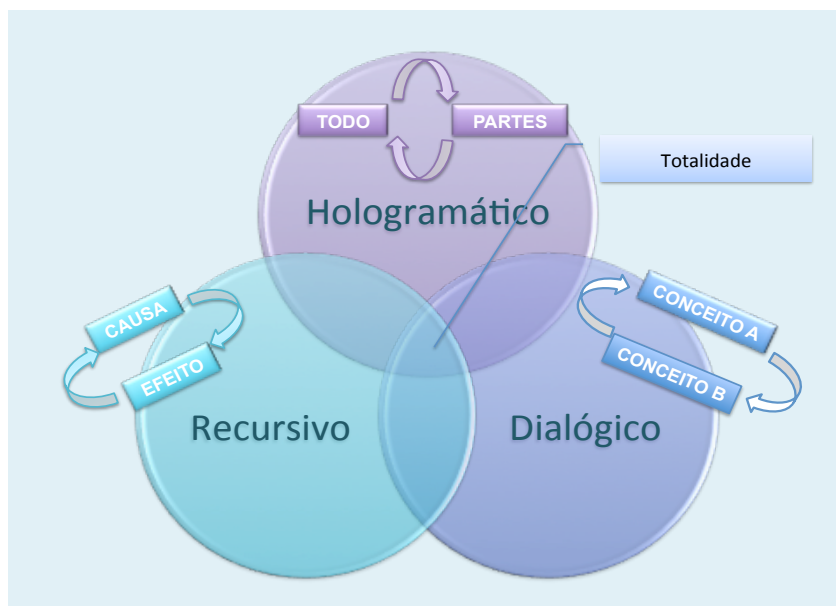 TODO
PARTES
Totalidade
Hologramático
CAUSA
EFEITO
CONCEITO A
CONCEITO B
Recursivo
Dialógico